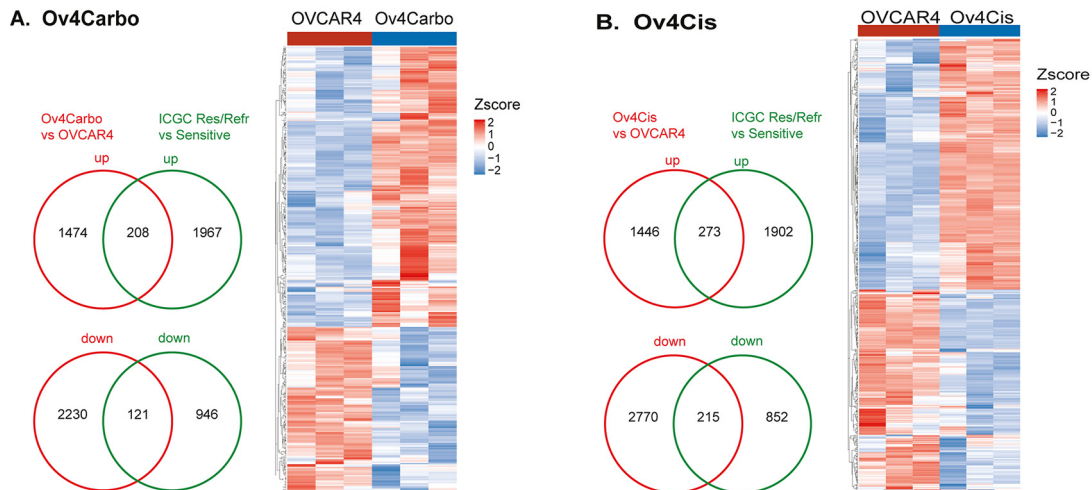 A. Ov4Carbo
OVCAR4 Ov4Carbo
Zscore
2
1
0
−1
−2
Ov4Carbo
vs OVCAR4
ICGC Res/Refr
vs Sensitive
up
up
1474 208 1967
down
down
2230 121 946
B. Ov4Cis
OVCAR4 Ov4Cis
Zscore
2
1
0
−1
−2
Ov4Cis
vs OVCAR4
ICGC Res/Refr
vs Sensitive
up
up
1446 273 1902
down
down
2770 215 852